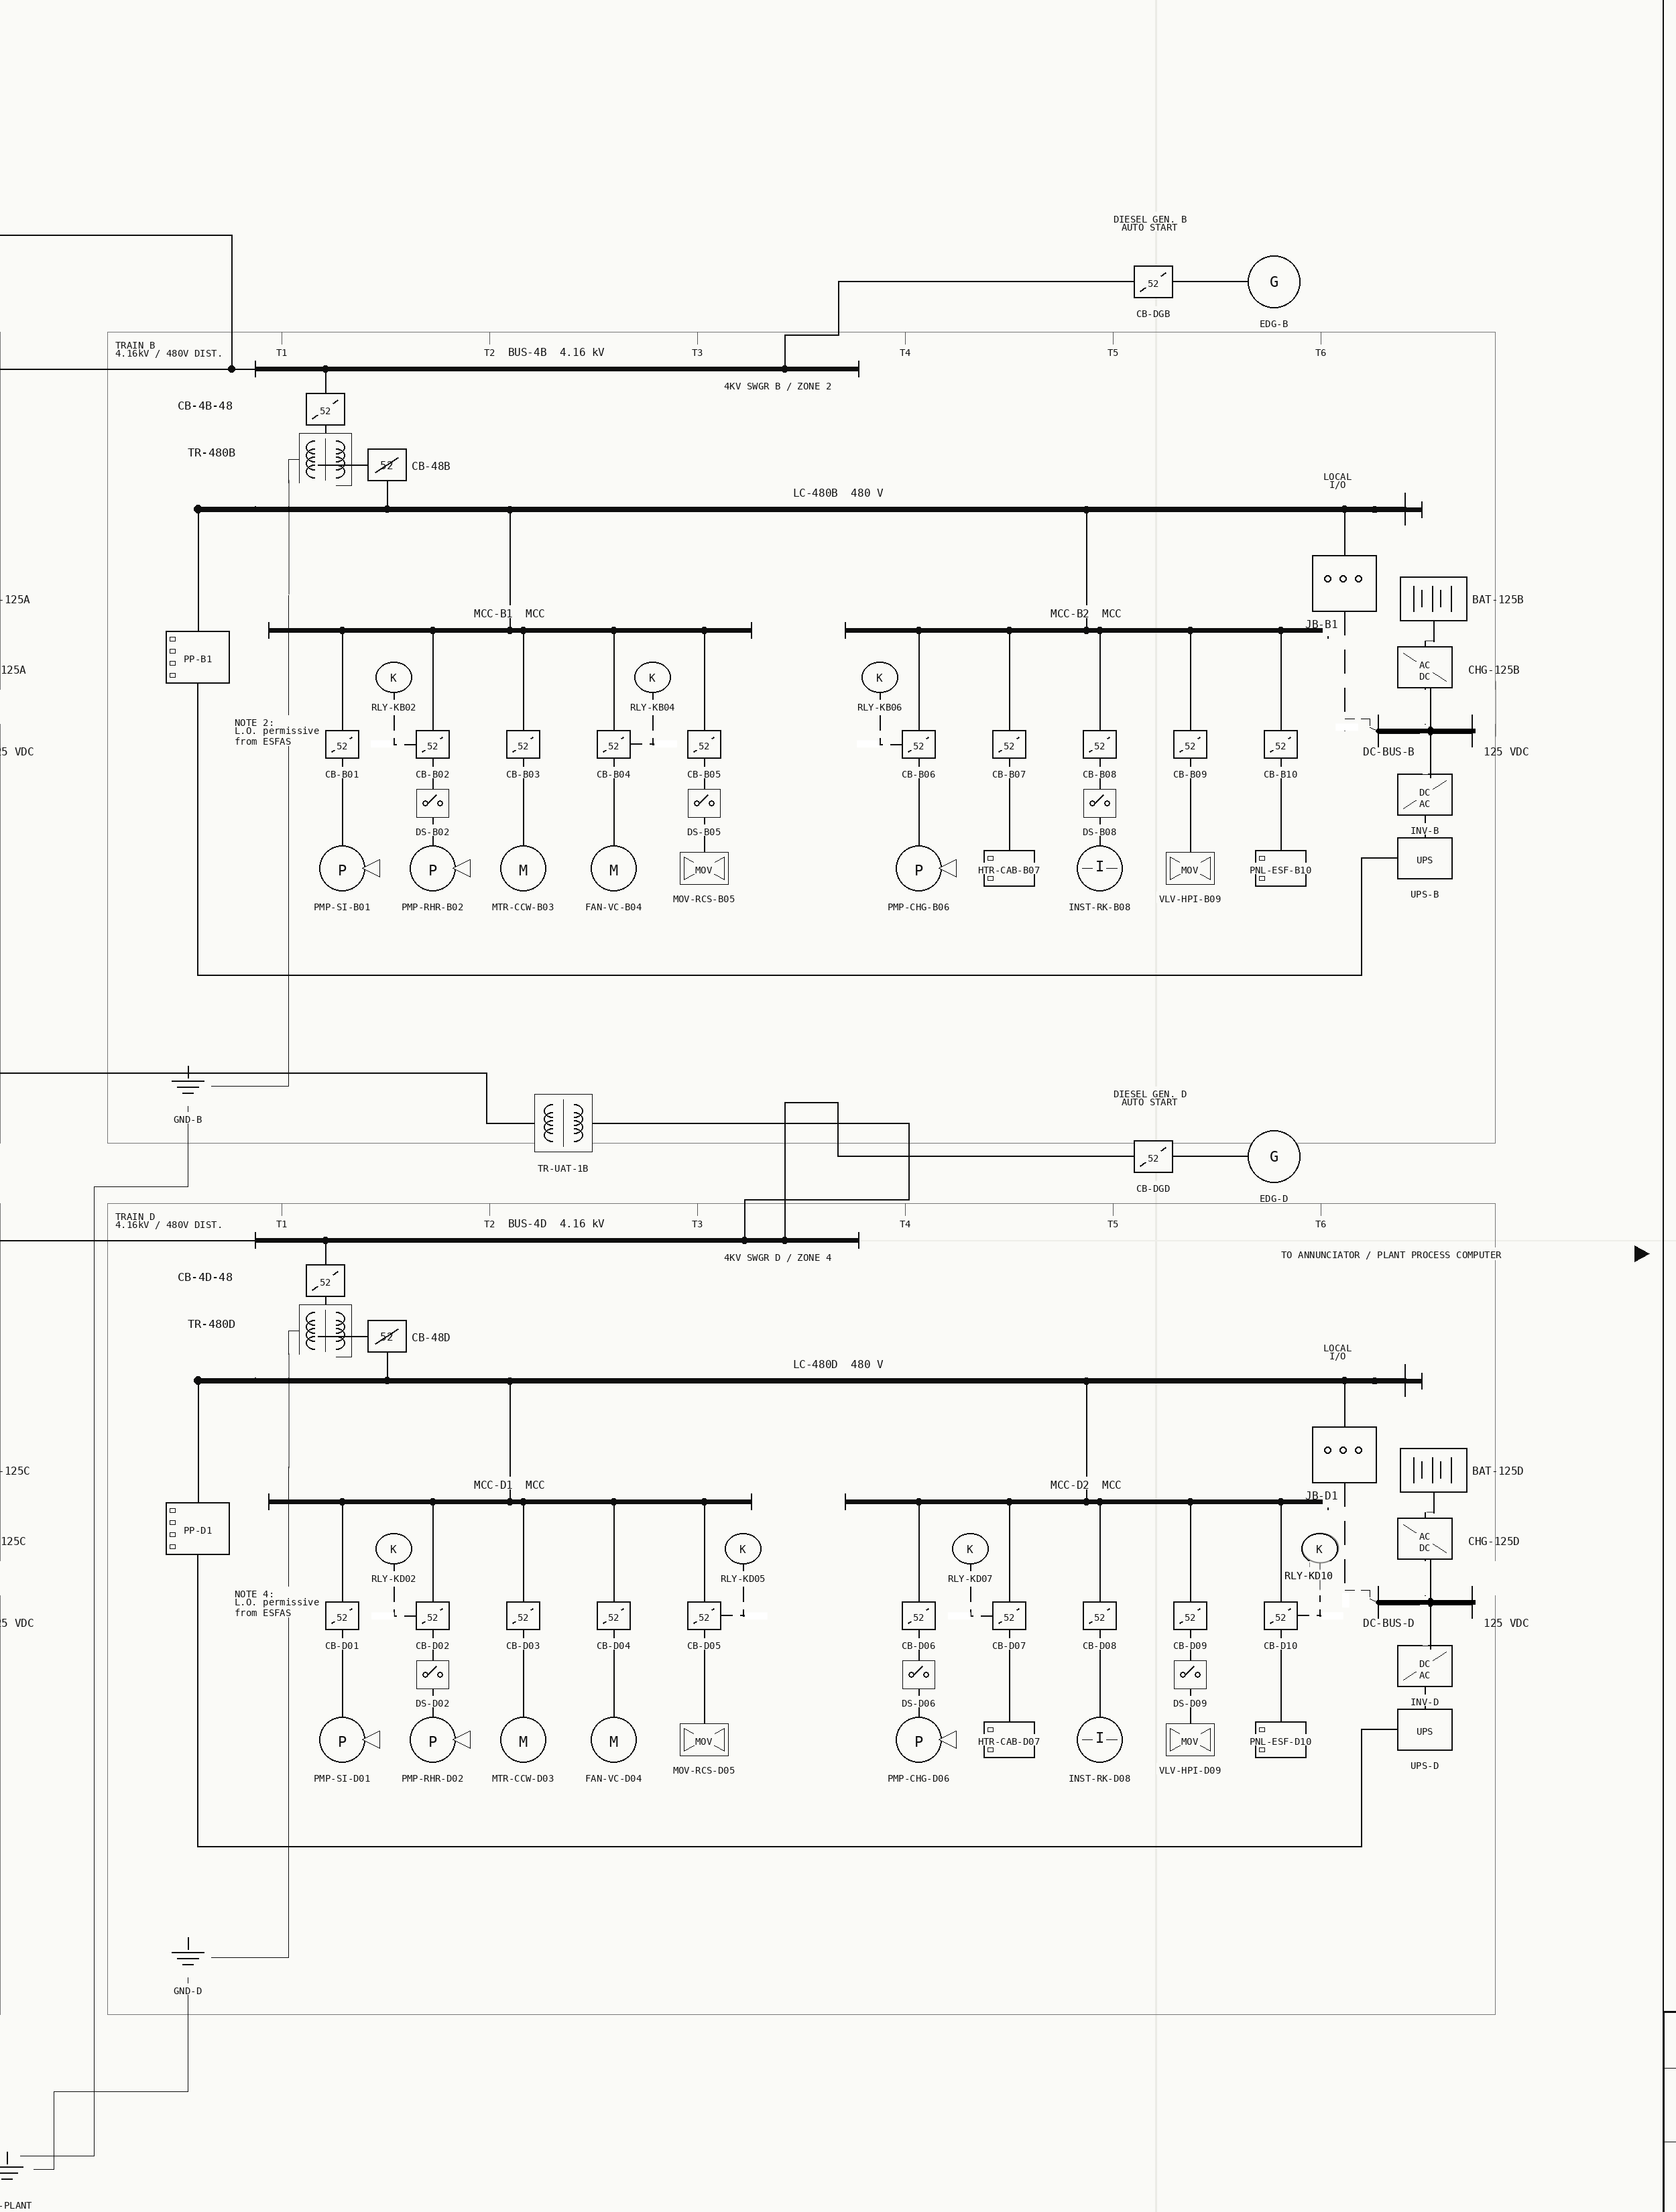 DIESEL GEN. B
AUTO START
52
G
CB-DGB
EDG-B
TRAIN B
4.16kV / 480V DIST.
T1
T2
BUS-4B 4.16 kV
T3
T4
T5
T6
4KV SWGR B / ZONE 2
CB-4B-48
52
TR-480B
52
CB-48B
LOCAL
I/O
LC-480B 480 V
-125A
BAT-125B
MCC-B1 MCC
MCC-B2 MCC
JB-B1
PP-B1
125A
AC
DC
CHG-125B
K
K
K
RLY-KB02
RLY-KB04
RLY-KB06
NOTE 2:
L.O. permissive
from ESFAS
52
52
52
52
52
52
52
52
52
52
5 VDC
DC-BUS-B
125 VDC
CB-B01
CB-B02
CB-B03
CB-B04
CB-B05
CB-B06
CB-B07
CB-B08
CB-B09
CB-B10
DC
AC
DS-B02
DS-B05
DS-B08
INV-B
P
P
M
M
MOV
P
HTR-CAB-B07
I
MOV
PNL-ESF-B10
UPS
UPS-B
PMP-SI-B01
PMP-RHR-B02
MTR-CCW-B03
FAN-VC-B04
MOV-RCS-B05
PMP-CHG-B06
INST-RK-B08
VLV-HPI-B09
GND-B
DIESEL GEN. D
AUTO START
TR-UAT-1B
52
G
CB-DGD
EDG-D
TRAIN D
4.16kV / 480V DIST.
T1
T2
BUS-4D 4.16 kV
T3
T4
T5
T6
4KV SWGR D / ZONE 4
TO ANNUNCIATOR / PLANT PROCESS COMPUTER
CB-4D-48
52
TR-480D
52
CB-48D
LOCAL
I/O
LC-480D 480 V
-125C
BAT-125D
MCC-D1 MCC
MCC-D2 MCC
JB-D1
PP-D1
125C
AC
DC
CHG-125D
K
K
K
K
RLY-KD02
RLY-KD05
RLY-KD07
RLY-KD10
NOTE 4:
L.O. permissive
from ESFAS
52
52
52
52
52
52
52
52
52
52
5 VDC
DC-BUS-D
125 VDC
CB-D01
CB-D02
CB-D03
CB-D04
CB-D05
CB-D06
CB-D07
CB-D08
CB-D09
CB-D10
DC
AC
DS-D02
DS-D06
DS-D09
INV-D
P
P
M
M
MOV
P
HTR-CAB-D07
I
MOV
PNL-ESF-D10
UPS
UPS-D
PMP-SI-D01
PMP-RHR-D02
MTR-CCW-D03
FAN-VC-D04
MOV-RCS-D05
PMP-CHG-D06
INST-RK-D08
VLV-HPI-D09
GND-D
-PLANT